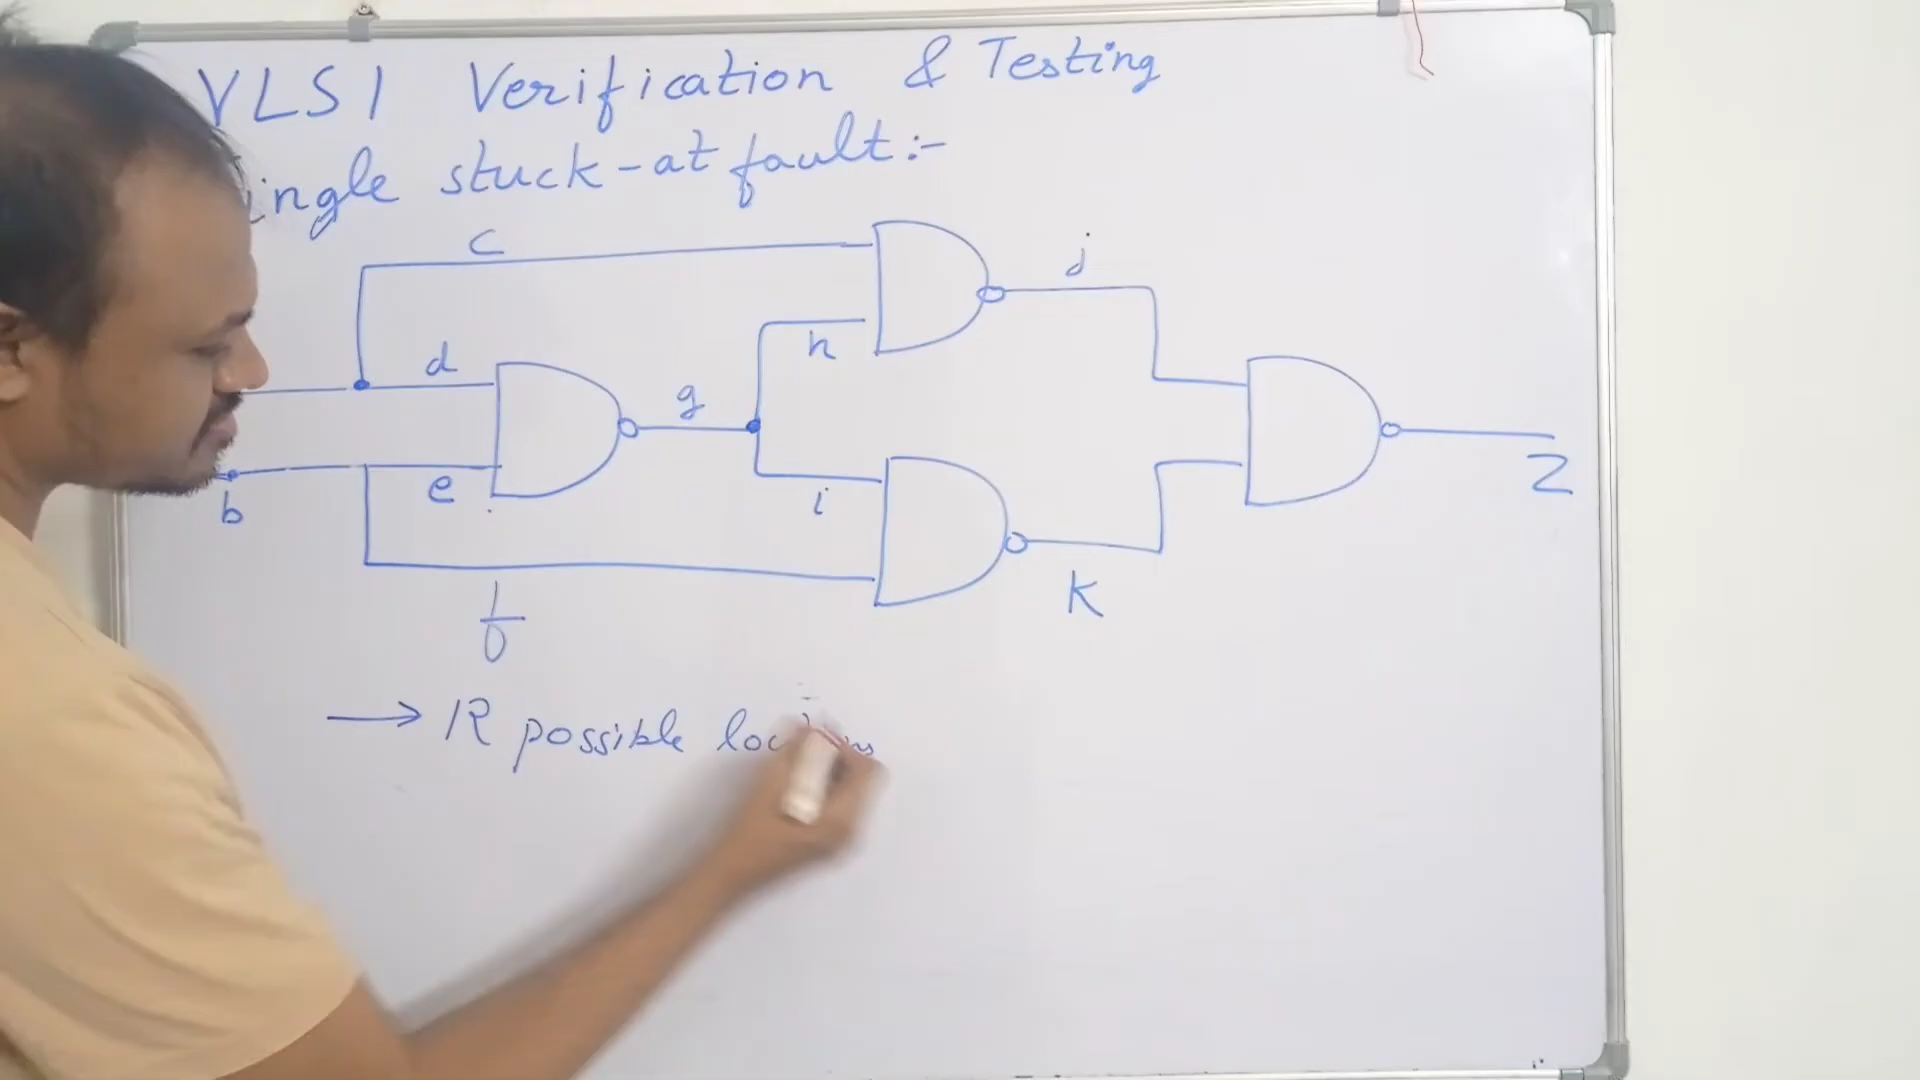 VLSI Verification & Testing
ingle stuck-at fault:-
c
j
h
d
g
e
i
b
Z
f
K
→ 12 possible